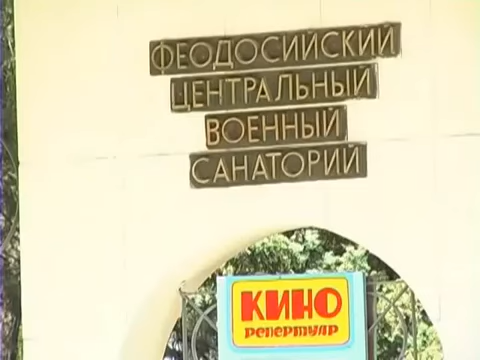 ФЕОДОСИЙСКИЙ
ЦЕНТРАЛЬНЫЙ
ВОЕННЫЙ
САНАТОРИЙ
КИНО
репертуар